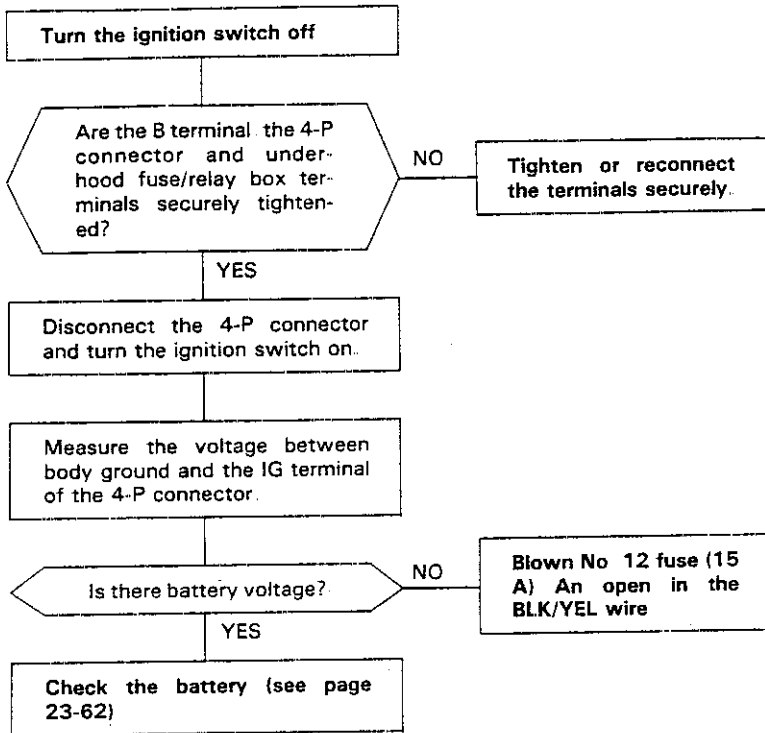 Turn the ignition switch off
Are the B terminal the 4-P
connector and under-
hood fuse/relay box ter-
minals securely tighten-
ed?
NO
Tighten or reconnect
the terminals securely.
YES
Disconnect the 4-P connector
and turn the ignition switch on.
Measure the voltage between
body ground and the IG terminal
of the 4-P connector.
Is there battery voltage?
NO
Blown No 12 fuse (15
A) An open in the
BLK/YEL wire
YES
Check the battery (see page
23-62)